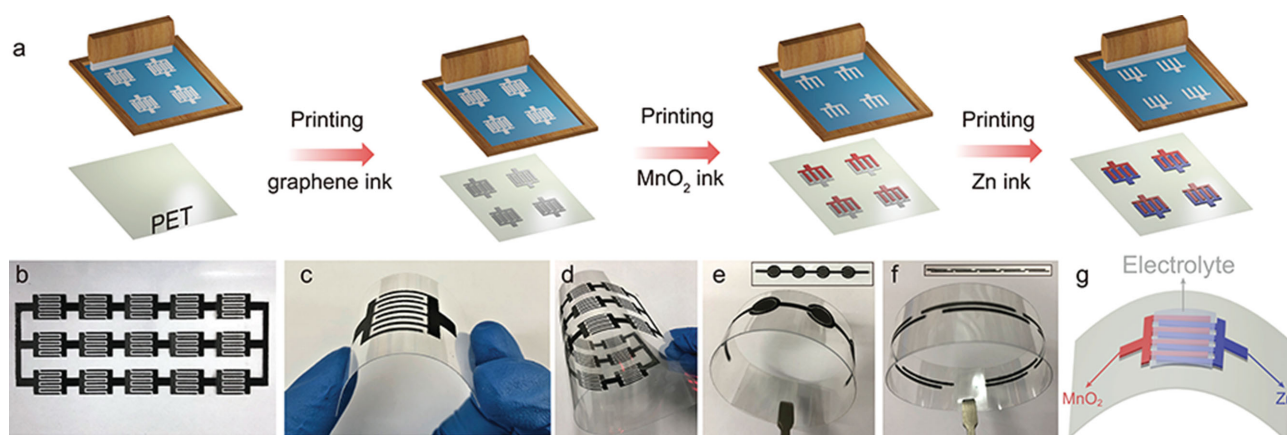 a
Printing
graphene ink
Printing
MnO₂ ink
Printing
Zn ink
PET
b
c
d
e
f
g
Electrolyte
MnO₂
Zn